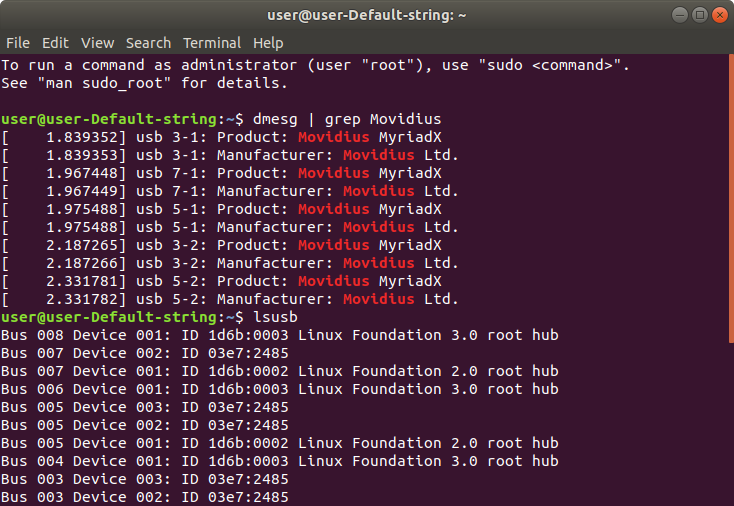 user@user-Default-string: ~
File Edit View Search Terminal Help
To run a command as administrator (user "root"), use "sudo <command>".
See "man sudo_root" for details.
user@user-Default-string:~$ dmesg | grep Movidius
[    1.839352] usb 3-1: Product: Movidius MyriadX
[    1.839353] usb 3-1: Manufacturer: Movidius Ltd.
[    1.967448] usb 7-1: Product: Movidius MyriadX
[    1.967449] usb 7-1: Manufacturer: Movidius Ltd.
[    1.975488] usb 5-1: Product: Movidius MyriadX
[    1.975488] usb 5-1: Manufacturer: Movidius Ltd.
[    2.187265] usb 3-2: Product: Movidius MyriadX
[    2.187266] usb 3-2: Manufacturer: Movidius Ltd.
[    2.331781] usb 5-2: Product: Movidius MyriadX
[    2.331782] usb 5-2: Manufacturer: Movidius Ltd.
user@user-Default-string:~$ lsusb
Bus 008 Device 001: ID 1d6b:0003 Linux Foundation 3.0 root hub
Bus 007 Device 002: ID 03e7:2485
Bus 007 Device 001: ID 1d6b:0002 Linux Foundation 2.0 root hub
Bus 006 Device 001: ID 1d6b:0003 Linux Foundation 3.0 root hub
Bus 005 Device 003: ID 03e7:2485
Bus 005 Device 002: ID 03e7:2485
Bus 005 Device 001: ID 1d6b:0002 Linux Foundation 2.0 root hub
Bus 004 Device 001: ID 1d6b:0003 Linux Foundation 3.0 root hub
Bus 003 Device 003: ID 03e7:2485
Bus 003 Device 002: ID 03e7:2485